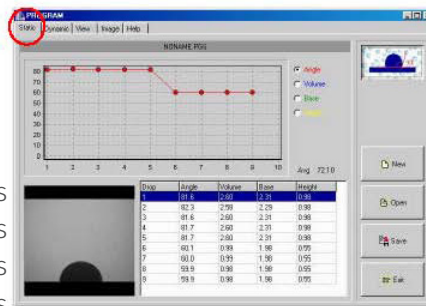 PROGRAM
Static Dynamic View Image Help
NONAME.PGG
80
70
60
50
40
30
20
10
0
1 2 3 4 5 6 7 8 9 10
Angle
Volume
Base
Avg 72.10
New
Open
Save
Exit
Drop Angle Volume Base Height
1 81.6 2.60 2.31 0.98
2 82.3 2.59 2.29 0.98
3 81.6 2.60 2.31 0.98
4 81.7 2.60 2.31 0.98
5 81.7 2.60 2.31 0.98
6 60.1 0.99 1.98 0.55
7 60.0 0.99 1.98 0.55
8 59.9 0.98 1.98 0.55
9 59.9 0.98 1.98 0.55
s
s
s
s